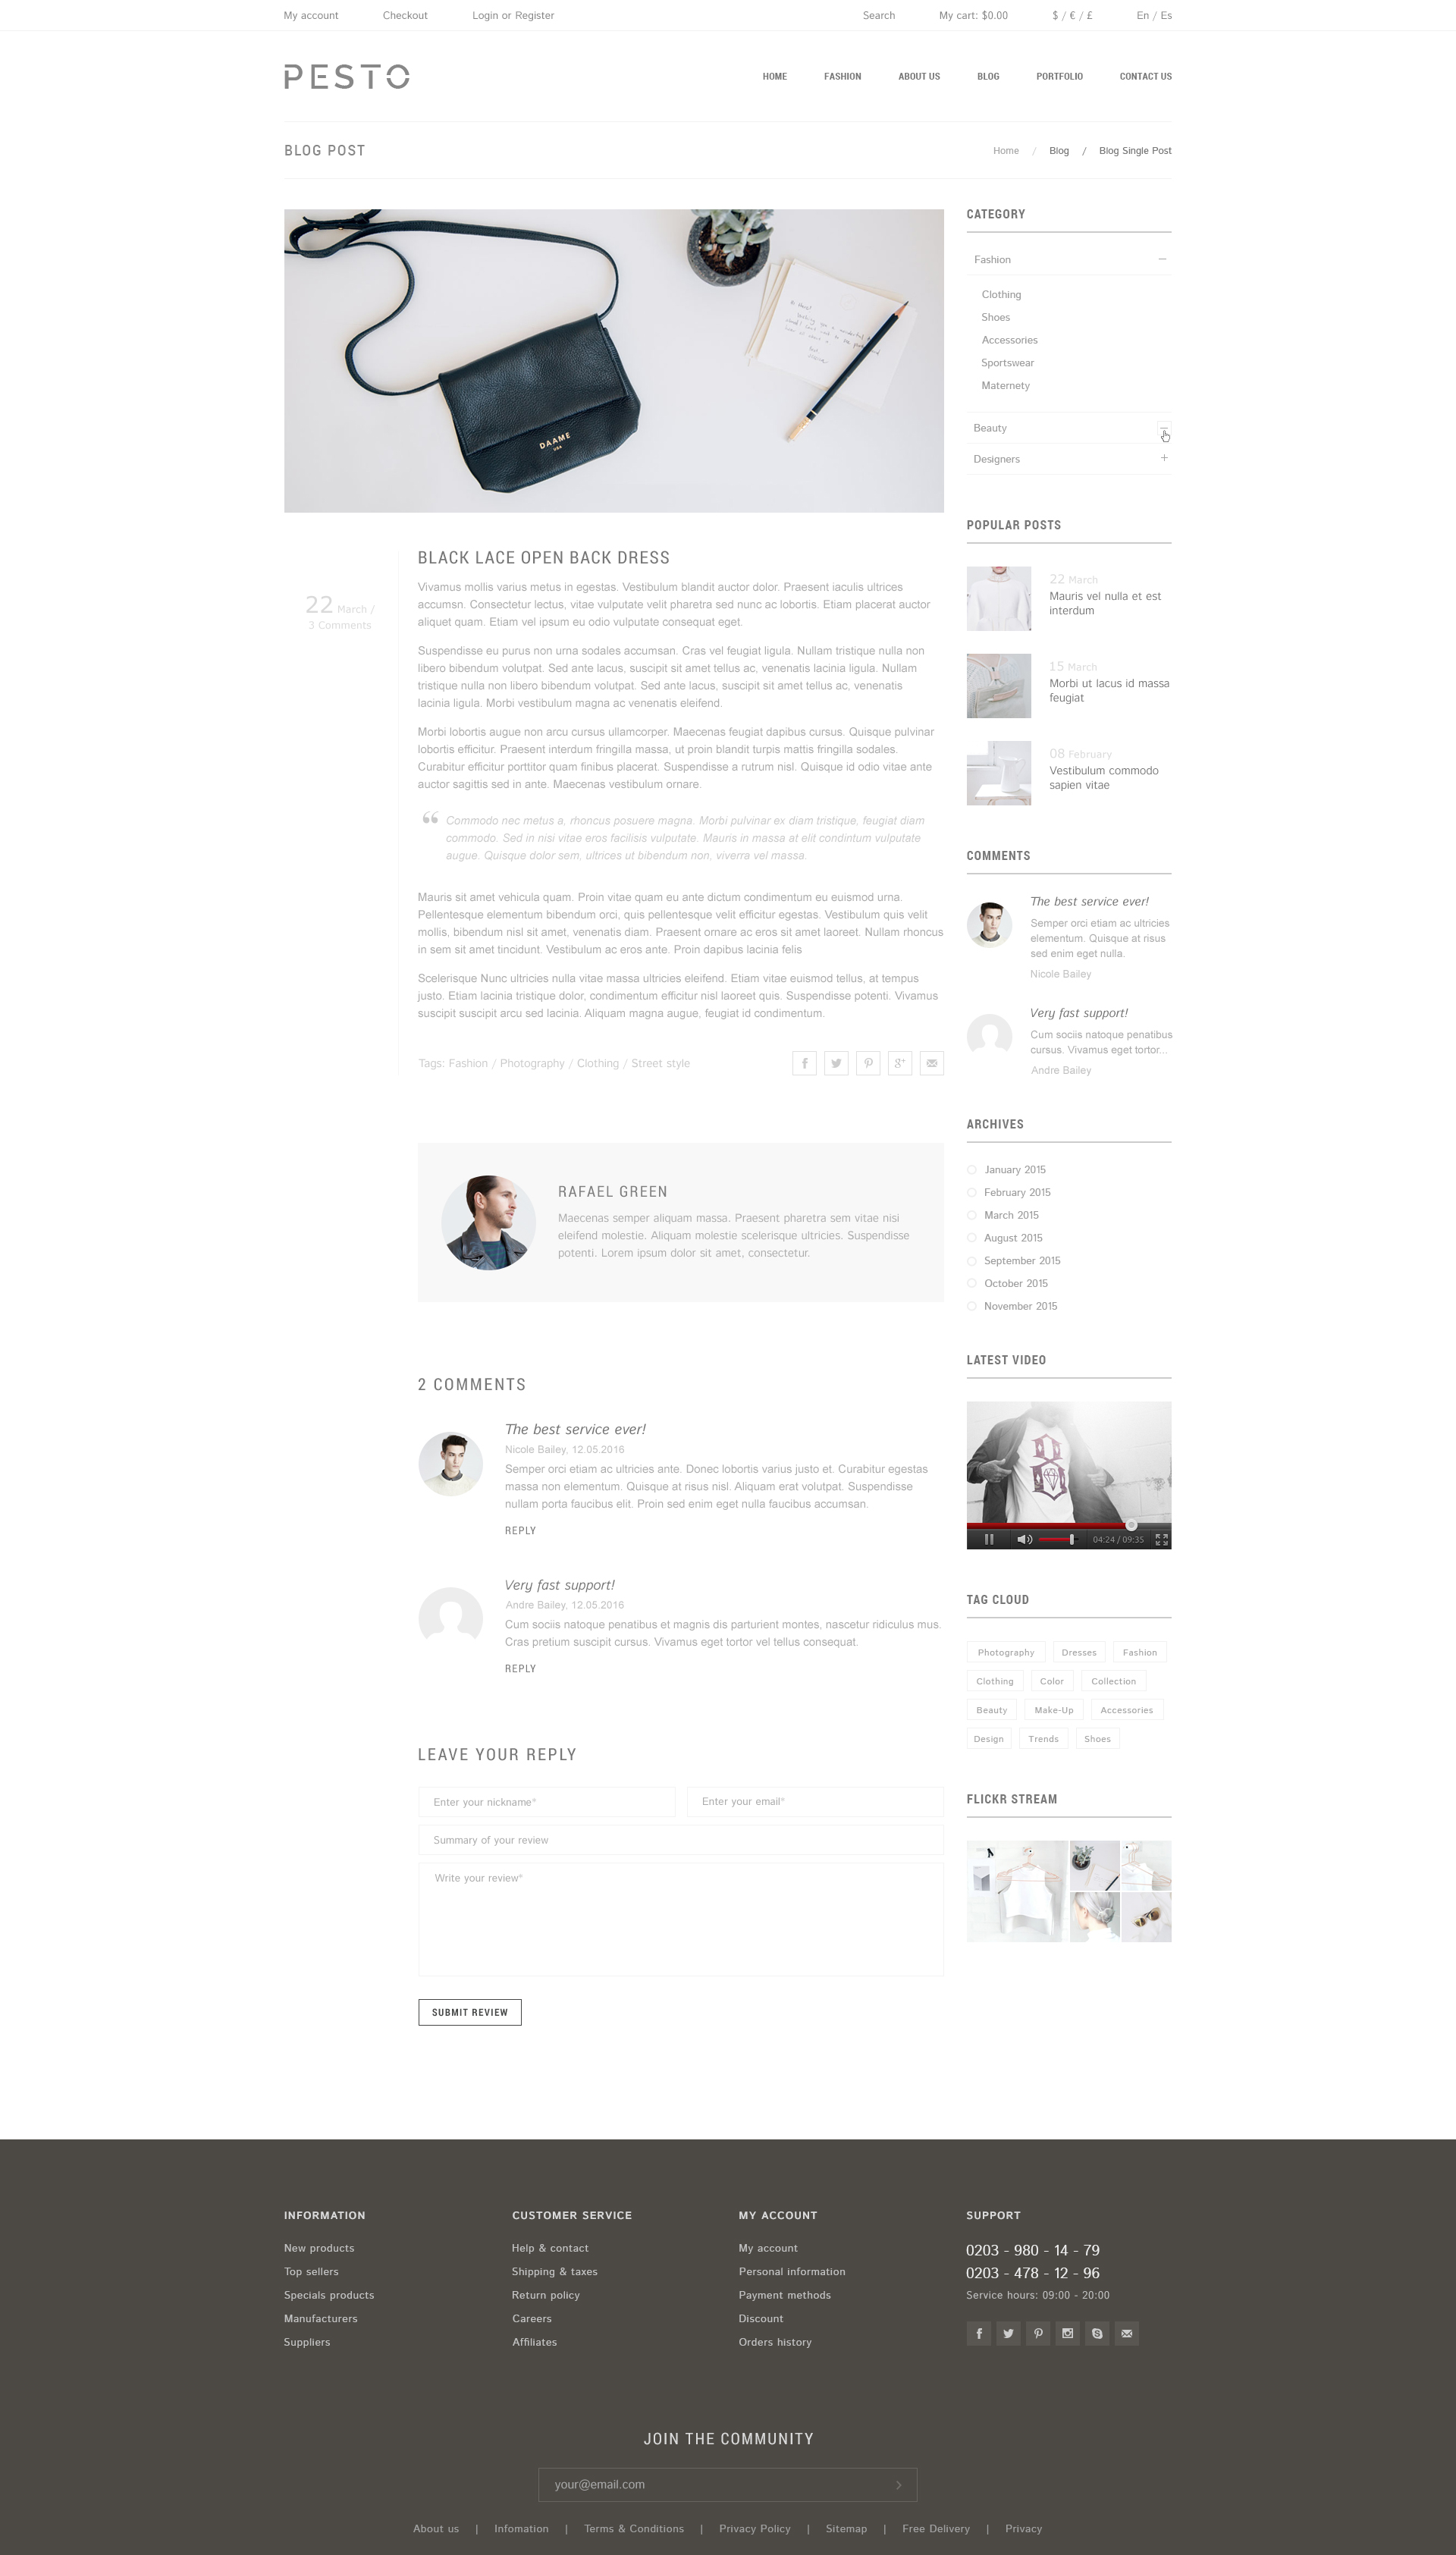 My account Checkout Login or Register Search My cart: $0.00 $ / € / £ En / Es
PESTO
HOME FASHION ABOUT US BLOG PORTFOLIO CONTACT US
BLOG POST
Home / Blog / Blog Single Post
DAAME
USA
22 March /
3 Comments
BLACK LACE OPEN BACK DRESS
Vivamus mollis varius metus in egestas. Vestibulum blandit auctor dolor. Praesent iaculis ultrices
accumsn. Consectetur lectus, vitae vulputate velit pharetra sed nunc ac lobortis. Etiam placerat auctor
aliquet quam. Etiam vel ipsum eu odio vulputate consequat eget.
Suspendisse eu purus non urna sodales accumsan. Cras vel feugiat ligula. Nullam tristique nulla non
libero bibendum volutpat. Sed ante lacus, suscipit sit amet tellus ac, venenatis lacinia ligula. Nullam
tristique nulla non libero bibendum volutpat. Sed ante lacus, suscipit sit amet tellus ac, venenatis
lacinia ligula. Morbi vestibulum magna ac venenatis eleifend.
Morbi lobortis augue non arcu cursus ullamcorper. Maecenas feugiat dapibus cursus. Quisque pulvinar
lobortis efficitur. Praesent interdum fringilla massa, ut proin blandit turpis mattis fringilla sodales.
Curabitur efficitur porttitor quam finibus placerat. Suspendisse a rutrum nisl. Quisque id odio vitae ante
auctor sagittis sed in ante. Maecenas vestibulum ornare.
“ Commodo nec metus a, rhoncus posuere magna. Morbi pulvinar ex diam tristique, feugiat diam
commodo. Sed in nisi vitae eros facilisis vulputate. Mauris in massa at elit condintum vulputate
augue. Quisque dolor sem, ultrices ut bibendum non, viverra vel massa.
Mauris sit amet vehicula quam. Proin vitae quam eu ante dictum condimentum eu euismod urna.
Pellentesque elementum bibendum orci, quis pellentesque velit efficitur egestas. Vestibulum quis velit
mollis, bibendum nisl sit amet, venenatis diam. Praesent ornare ac eros sit amet laoreet. Nullam rhoncus
in sem sit amet tincidunt. Vestibulum ac eros ante. Proin dapibus lacinia felis
Scelerisque Nunc ultricies nulla vitae massa ultricies eleifend. Etiam vitae euismod tellus, at tempus
justo. Etiam lacinia tristique dolor, condimentum efficitur nisl laoreet quis. Suspendisse potenti. Vivamus
suscipit suscipit arcu sed lacinia. Aliquam magna augue, feugiat id condimentum.
Tags: Fashion / Photography / Clothing / Street style
RAFAEL GREEN
Maecenas semper aliquam massa. Praesent pharetra sem vitae nisi
eleifend molestie. Aliquam molestie scelerisque ultricies. Suspendisse
potenti. Lorem ipsum dolor sit amet, consectetur.
2 COMMENTS
The best service ever!
Nicole Bailey, 12.05.2016
Semper orci etiam ac ultricies ante. Donec lobortis varius justo et. Curabitur egestas
massa non elementum. Quisque at risus nisl. Aliquam erat volutpat. Suspendisse
nullam porta faucibus elit. Proin sed enim eget nulla faucibus accumsan.
REPLY
Very fast support!
Andre Bailey, 12.05.2016
Cum sociis natoque penatibus et magnis dis parturient montes, nascetur ridiculus mus.
Cras pretium suscipit cursus. Vivamus eget tortor vel tellus consequat.
REPLY
LEAVE YOUR REPLY
Enter your nickname* Enter your email*
Summary of your review
Write your review*
SUBMIT REVIEW
CATEGORY
Fashion −
Clothing
Shoes
Accessories
Sportswear
Maternety
Beauty −
Designers +
POPULAR POSTS
22 March
Mauris vel nulla et est
interdum
15 March
Morbi ut lacus id massa
feugiat
08 February
Vestibulum commodo
sapien vitae
COMMENTS
The best service ever!
Semper orci etiam ac ultricies
elementum. Quisque at risus
sed enim eget nulla.
Nicole Bailey
Very fast support!
Cum sociis natoque penatibus
cursus. Vivamus eget tortor...
Andre Bailey
ARCHIVES
January 2015
February 2015
March 2015
August 2015
September 2015
October 2015
November 2015
LATEST VIDEO
04:24 / 09:35
TAG CLOUD
Photography Dresses Fashion
Clothing Color Collection
Beauty Make-Up Accessories
Design Trends Shoes
FLICKR STREAM
INFORMATION
New products
Top sellers
Specials products
Manufacturers
Suppliers
CUSTOMER SERVICE
Help & contact
Shipping & taxes
Return policy
Careers
Affiliates
MY ACCOUNT
My account
Personal information
Payment methods
Discount
Orders history
SUPPORT
0203 - 980 - 14 - 79
0203 - 478 - 12 - 96
Service hours: 09:00 - 20:00
JOIN THE COMMUNITY
your@email.com
About us | Infomation | Terms & Conditions | Privacy Policy | Sitemap | Free Delivery | Privacy